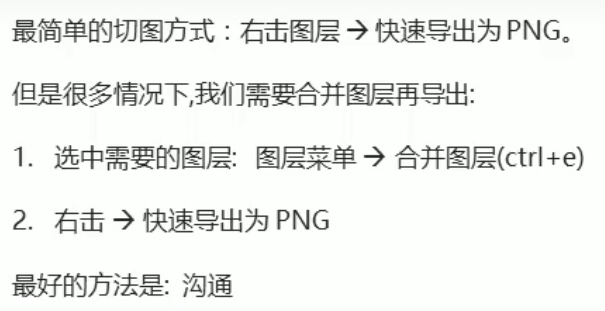 最简单的切图方式：右击图层 → 快速导出为 PNG。
但是很多情况下,我们需要合并图层再导出:
1. 选中需要的图层: 图层菜单 → 合并图层(ctrl+e)
2. 右击 → 快速导出为 PNG
最好的方法是: 沟通